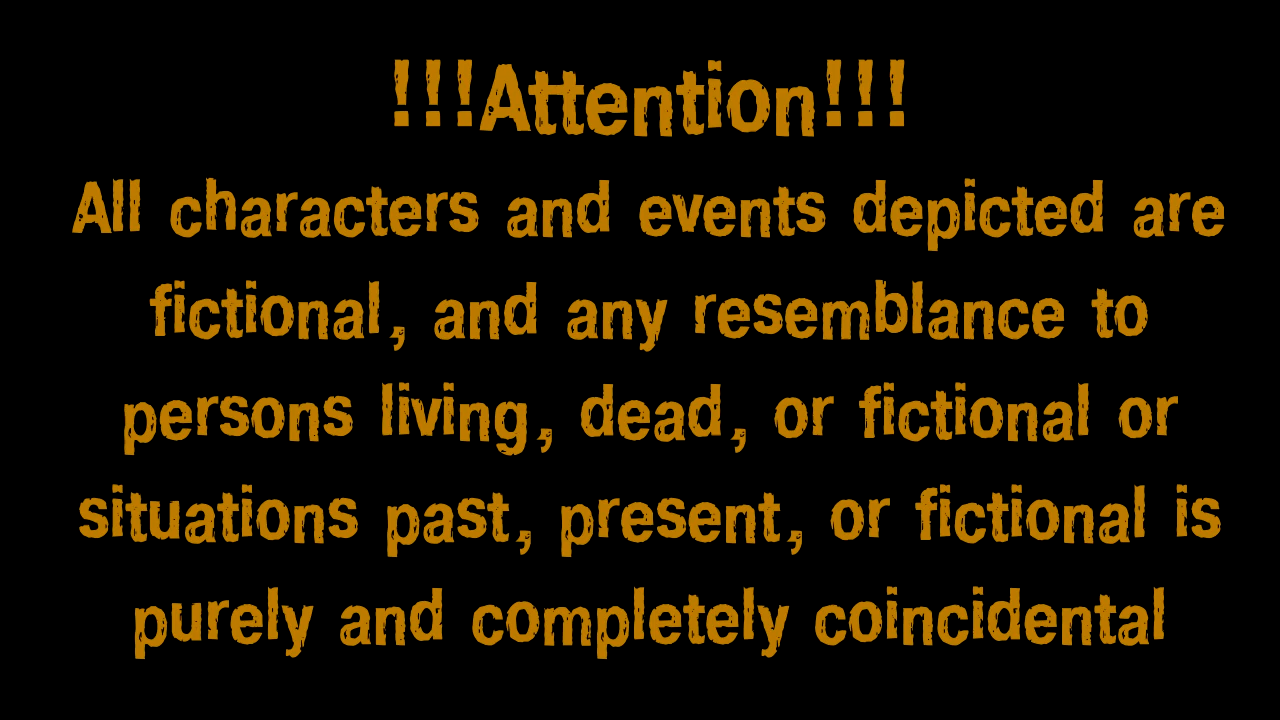 !!!Attention!!!
All characters and events depicted are
fictional, and any resemblance to
persons living, dead, or fictional or
situations past, present, or fictional is
purely and completely coincidental